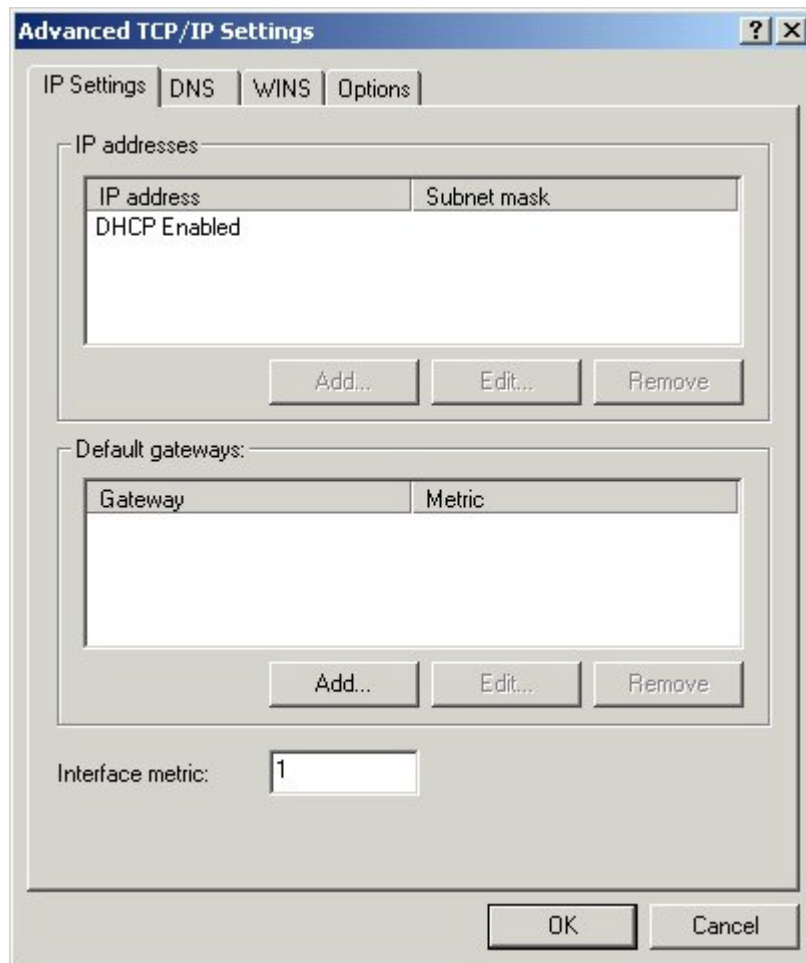 Advanced TCP/IP Settings
IP Settings DNS WINS Options
IP addresses
IP address Subnet mask
DHCP Enabled
Add... Edit... Remove
Default gateways:
Gateway Metric
Add... Edit... Remove
Interface metric: 1
OK Cancel